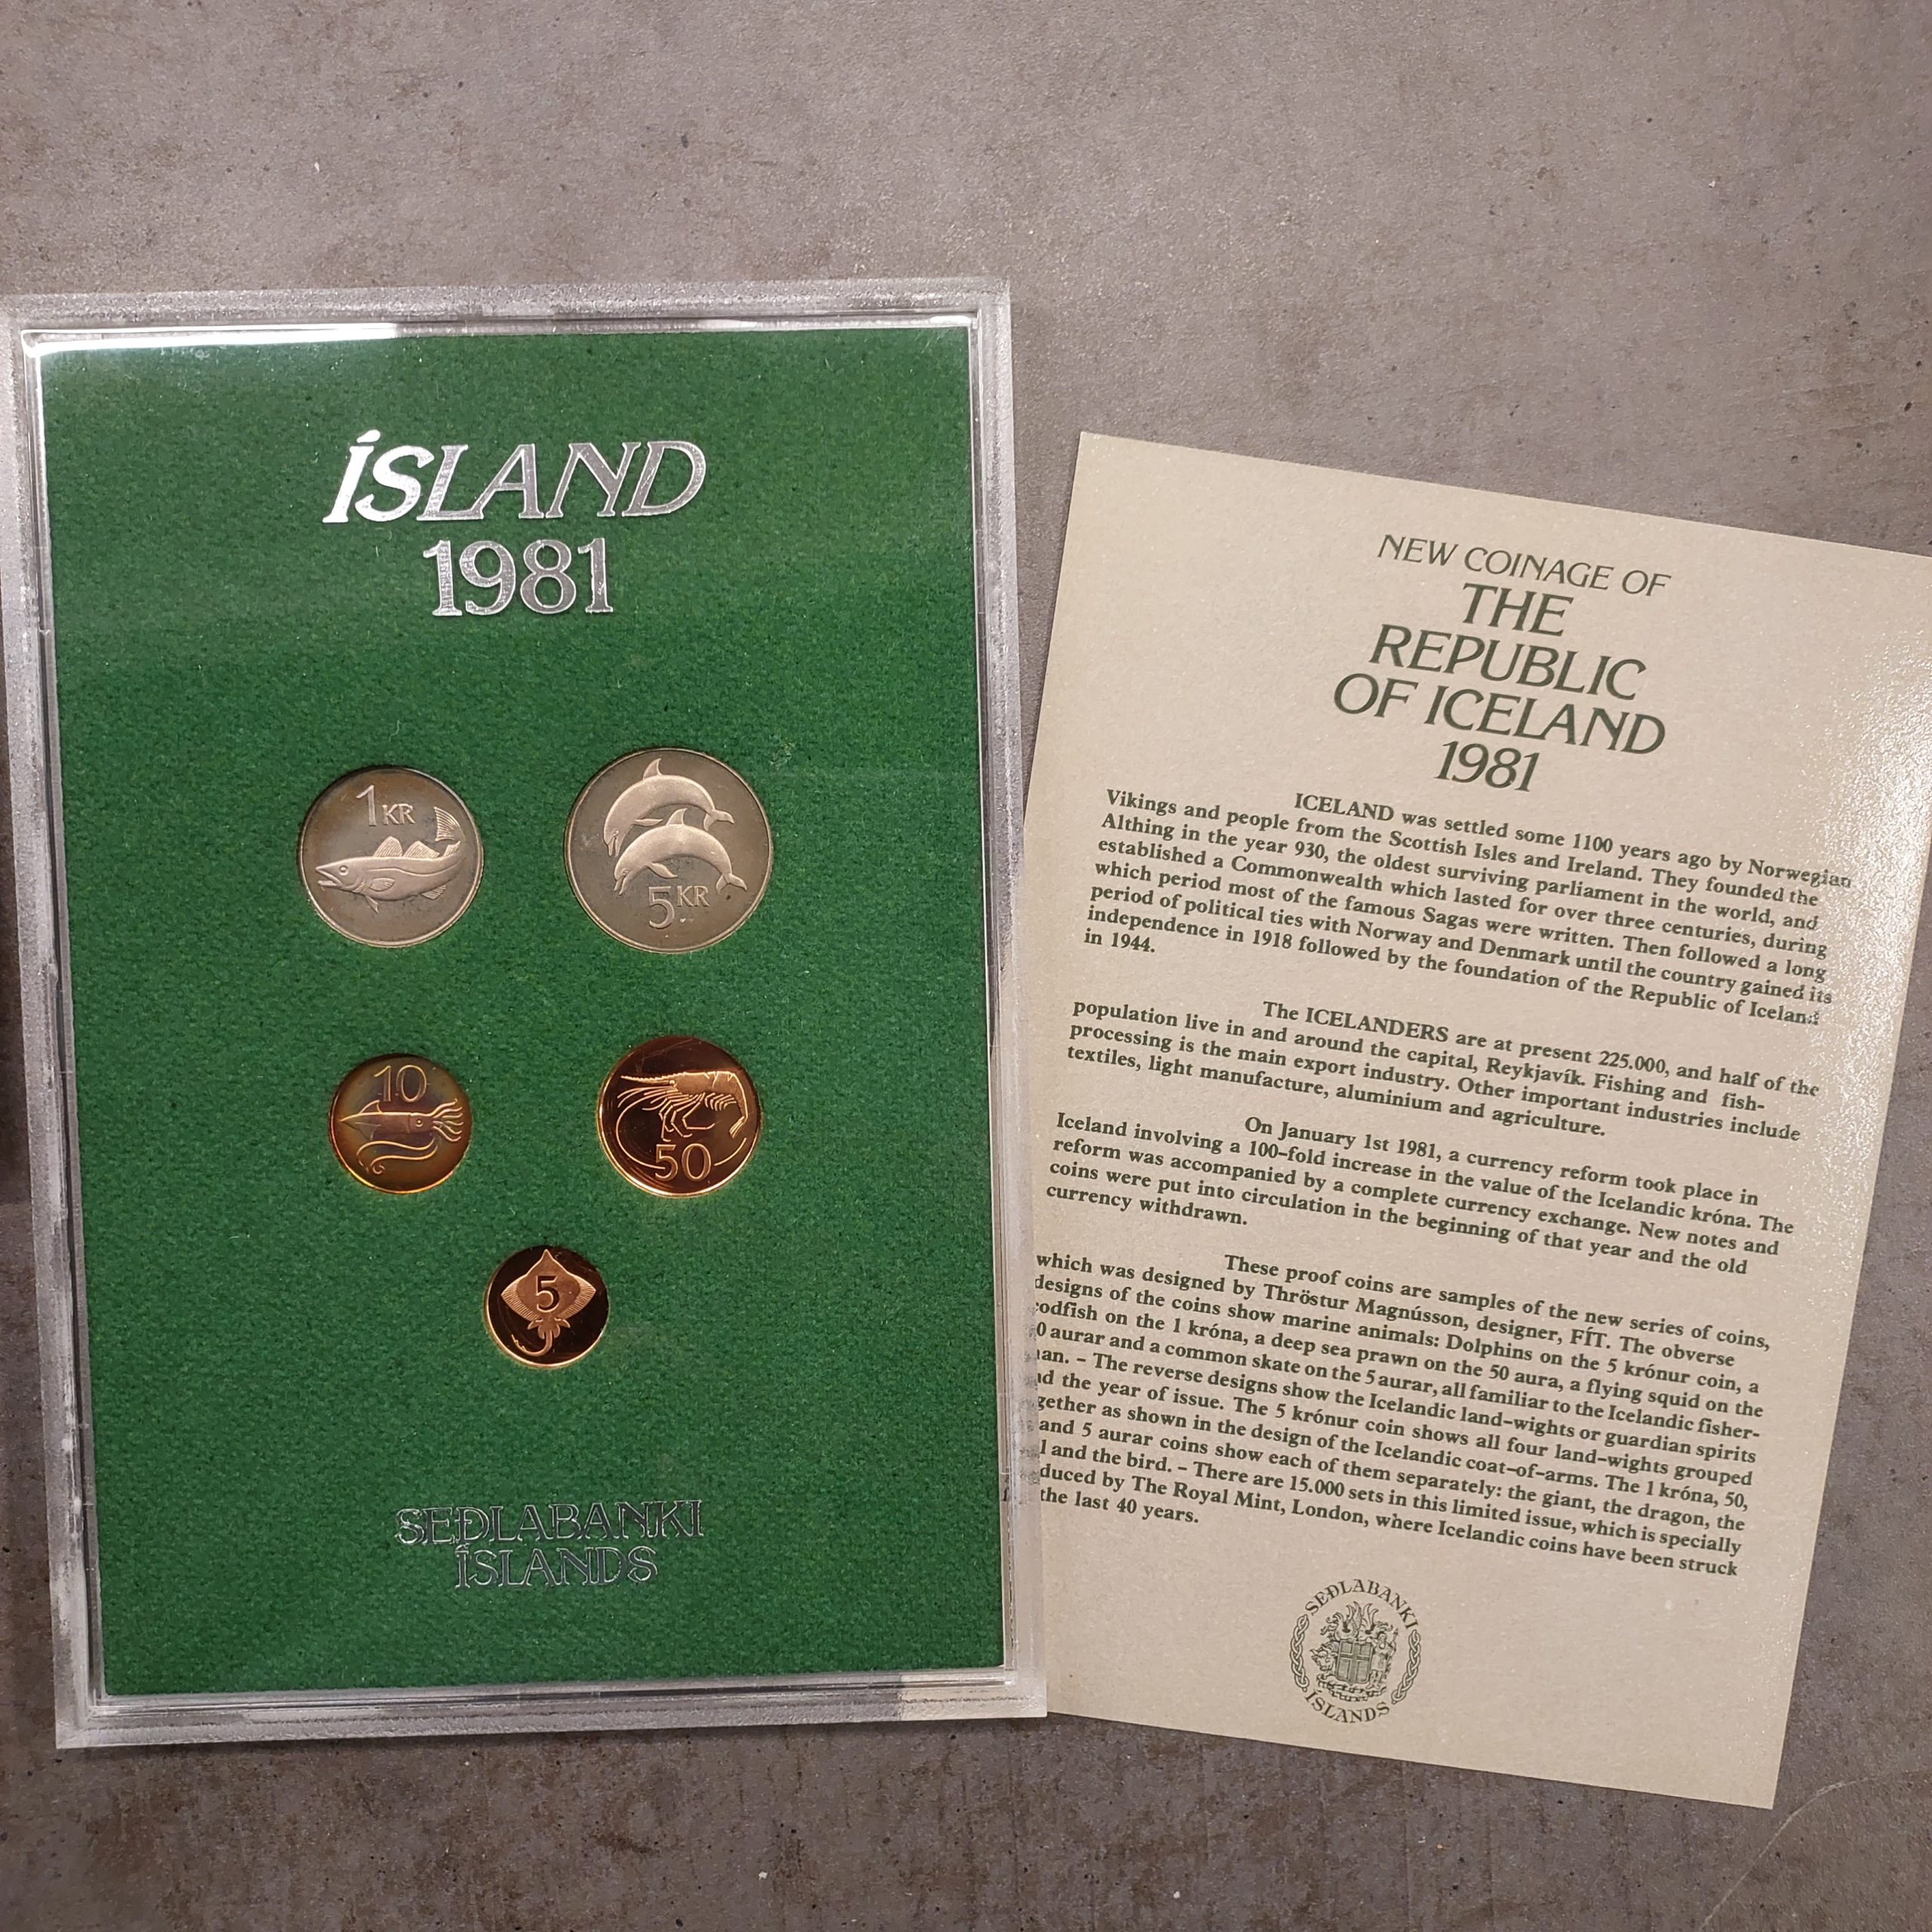 ÍSLAND
1981
1 KR
5 KR
10
50
5
SEÐLABANKI
ÍSLANDS
NEW COINAGE OF
THE
REPUBLIC
OF ICELAND
1981
ICELAND was settled some 1100 years ago by Norwegian
Vikings and people from the Scottish Isles and Ireland. They founded the
Althing in the year 930, the oldest surviving parliament in the world, and
established a Commonwealth which lasted for over three centuries, during
which period most of the famous Sagas were written. Then followed a long
period of political ties with Norway and Denmark until the country gained its
independence in 1918 followed by the foundation of the Republic of Iceland
in 1944.
The ICELANDERS are at present 225.000, and half of the
population live in and around the capital, Reykjavík. Fishing and fish-
processing is the main export industry. Other important industries include
textiles, light manufacture, aluminium and agriculture.
On January 1st 1981, a currency reform took place in
Iceland involving a 100-fold increase in the value of the Icelandic króna. The
reform was accompanied by a complete currency exchange. New notes and
coins were put into circulation in the beginning of that year and the old
currency withdrawn.
These proof coins are samples of the new series of coins,
which was designed by Thröstur Magnússon, designer, FÍT. The obverse
designs of the coins show marine animals: Dolphins on the 5 krónur coin, a
codfish on the 1 króna, a deep sea prawn on the 50 aura, a flying squid on the
0 aurar and a common skate on the 5 aurar, all familiar to the Icelandic fisher-
an. – The reverse designs show the Icelandic land-wights or guardian spirits
d the year of issue. The 5 krónur coin shows all four land-wights grouped
gether as shown in the design of the Icelandic coat-of-arms. The 1 króna, 50,
and 5 aurar coins show each of them separately: the giant, the dragon, the
l and the bird. – There are 15.000 sets in this limited issue, which is specially
duced by The Royal Mint, London, where Icelandic coins have been struck
the last 40 years.
SEÐLABANKI
ÍSLANDS